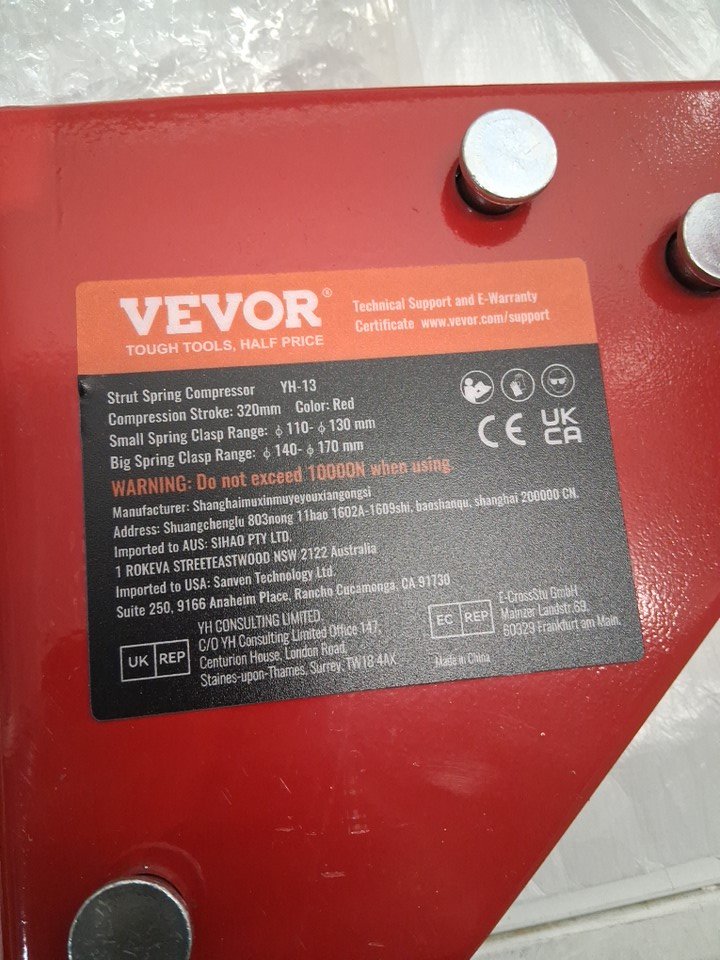 VEVOR®
TOUGH TOOLS, HALF PRICE
Technical Support and E-Warranty
Certificate www.vevor.com/support
Strut Spring Compressor YH-13
Compression Stroke: 320mm Color: Red
Small Spring Clasp Range: ϕ 110- ϕ 130 mm
Big Spring Clasp Range: ϕ 140- ϕ 170 mm
CE UK
CA
WARNING: Do not exceed 10000N when using.
Manufacturer: Shanghaimuxinmuyeyouxiangongsi
Address: Shuangchenglu 803nong 11hao 1602A-1609shi, baoshanqu, shanghai 200000 CN.
Imported to AUS: SIHAO PTY LTD.
1 ROKEVA STREETEASTWOOD NSW 2122 Australia
Imported to USA: Sanven Technology Ltd.
Suite 250, 9166 Anaheim Place, Rancho Cucamonga, CA 91730
UK REP
YH CONSULTING LIMITED.
C/O YH Consulting Limited Office 147,
Centurion House, London Road,
Staines-upon-Thames, Surrey, TW18 4AX
EC REP
E-CrossStu GmbH
Mainzer Landstr.69,
60329 Frankfurt am Main.
Made in China